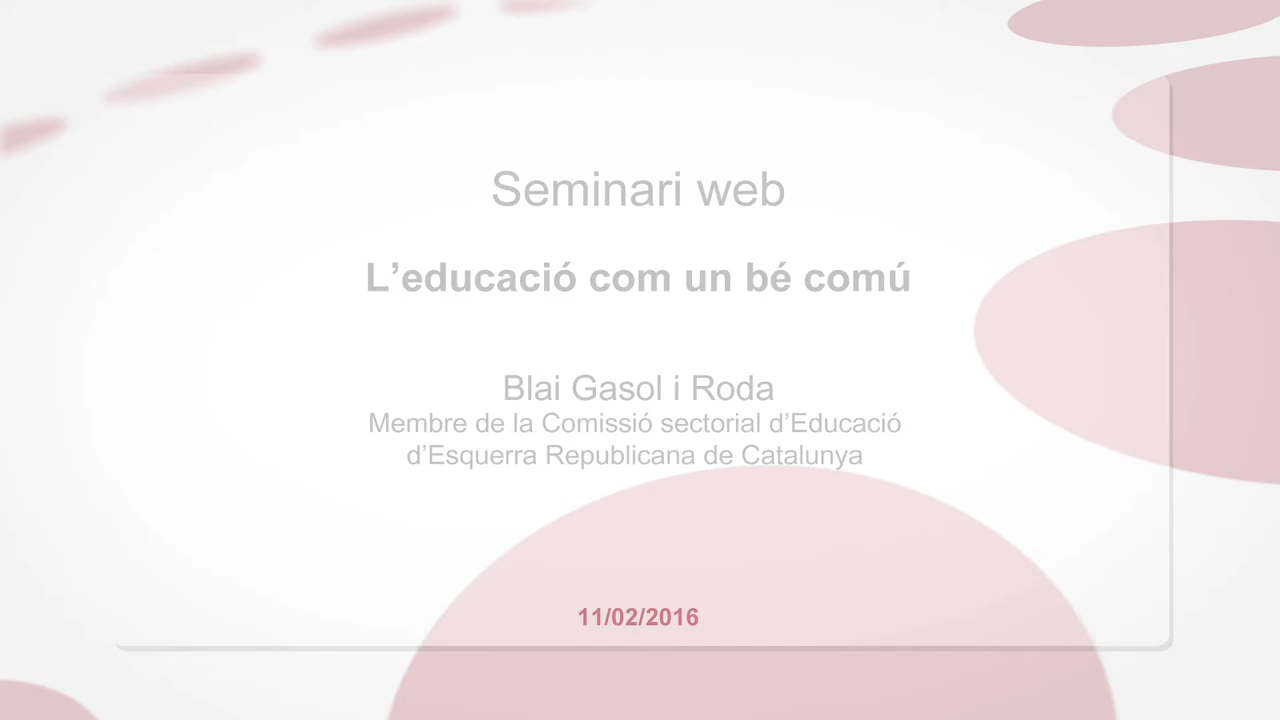 Seminari web
L’educació com un bé comú
Blai Gasol i Roda
Membre de la Comissió sectorial d’Educació
d’Esquerra Republicana de Catalunya
11/02/2016